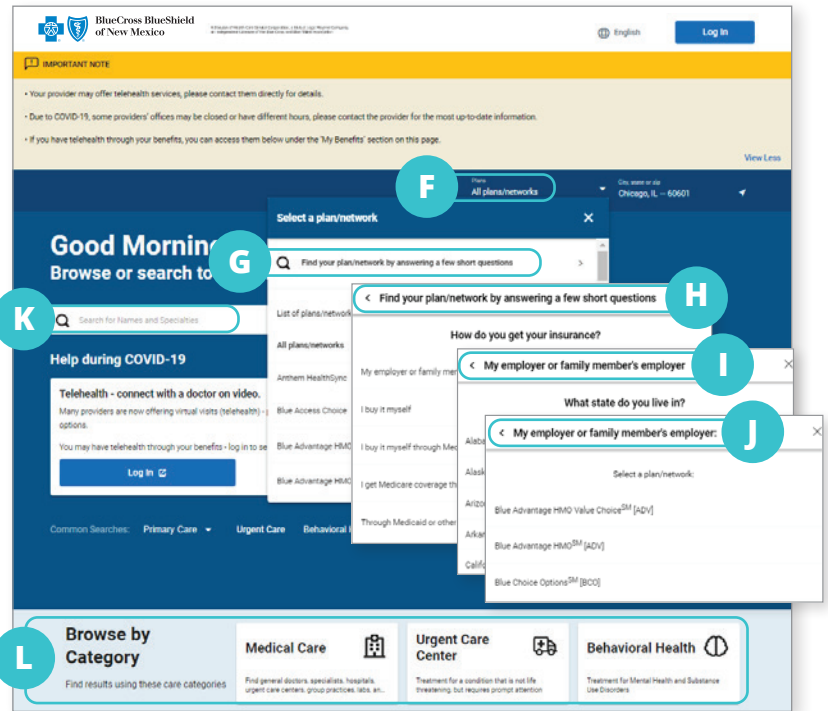 BlueCross BlueShield
of New Mexico
English
Log In
IMPORTANT NOTE
• Your provider may offer telehealth services, please contact them directly for details.
• Due to COVID-19, some providers' offices may be closed or have different hours, please contact the provider for the most up-to-date information.
• If you have telehealth through your benefits, you can access them below under the 'My Benefits' section on this page.
View Less
F
Plans
All plans/networks
City, state or zip
Chicago, IL — 60601
Select a plan/network
Good Mornin
Browse or search to
G
Find your plan/network by answering a few short questions
K
Search for Names and Specialties
List of plans/network
All plans/networks
Anthem HealthSync
Blue Access Choice
Blue Advantage HMO
Blue Advantage HMO
Find your plan/network by answering a few short questions
H
How do you get your insurance?
My employer or family mem
I buy it myself
I buy it myself through Med
I get Medicare coverage th
Through Medicaid or other
My employer or family member's employer
I
What state do you live in?
Alaba
Alask
Arizo
Arkan
Califo
My employer or family member's employer:
J
Select a plan/network:
Blue Advantage HMO Value Choice℠ [ADV]
Blue Advantage HMO℠ [ADV]
Blue Choice Options℠ [BCO]
Help during COVID-19
Telehealth - connect with a doctor on video.
Many providers are now offering virtual visits (telehealth) -
options.
You may have telehealth through your benefits - log in to se
Log In
Common Searches:
Primary Care
Urgent Care
Behavioral
L
Browse by
Category
Find results using these care categories
Medical Care
Find general doctors, specialists, hospitals,
urgent care centers, group practices, labs, an...
Urgent Care
Center
Treatment for a condition that is not life
threatening, but requires prompt attention
Behavioral Health
Treatment for Mental Health and Substance
Use Disorders